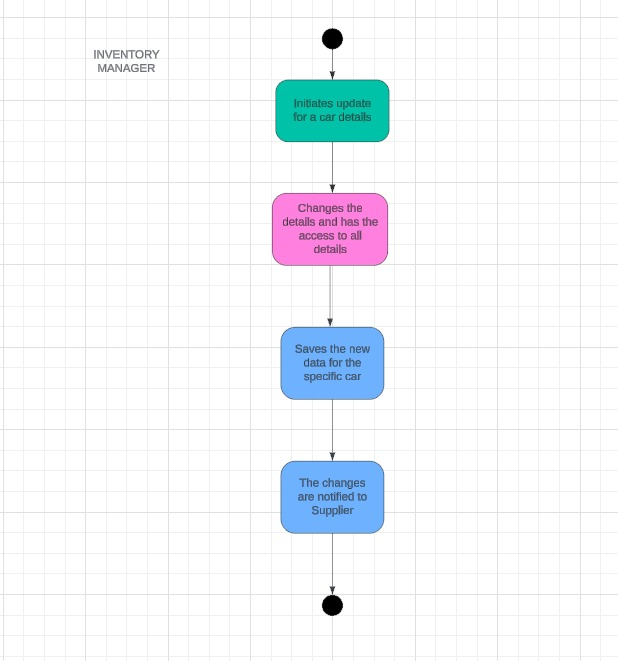 INVENTORY
MANAGER
Initiates update
for a car details
Changes the
details and has the
access to all
details
Saves the new
data for the
specific car
The changes
are notified to
Supplier